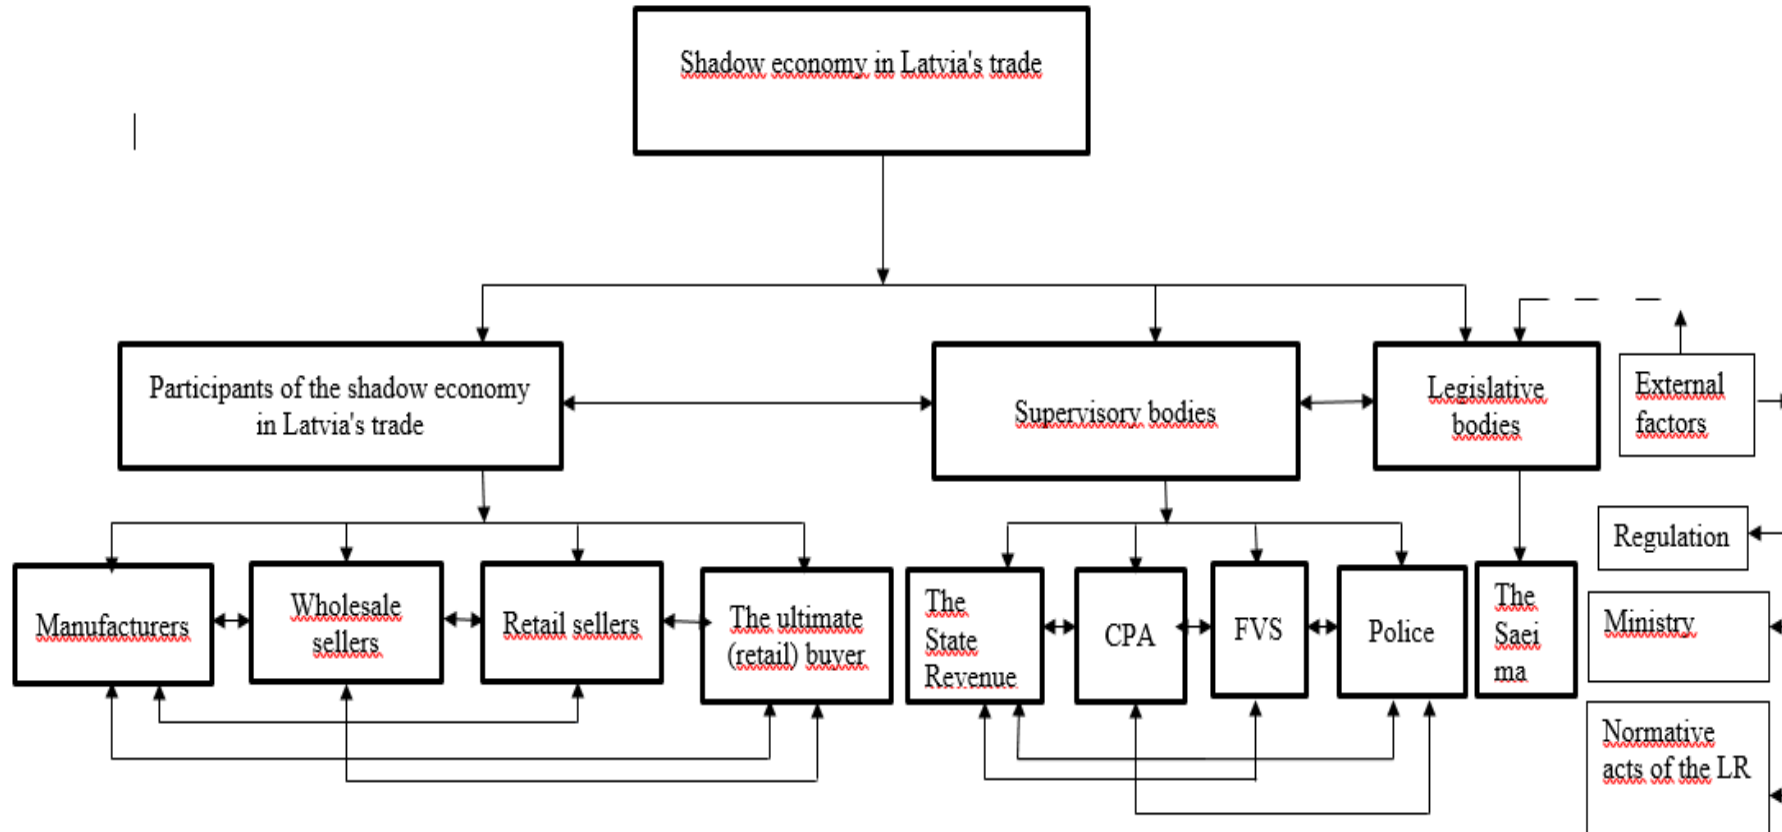 Shadow economy in Latvia's trade
Participants of the shadow economy
in Latvia's trade
Supervisory bodies
Legislative
bodies
External
factors
Regulation
Ministry
Normative
acts of the LR
Manufacturers
Wholesale
sellers
Retail sellers
The ultimate
(retail) buyer
The
State
Revenue
CPA
FVS
Police
The
Saei
ma